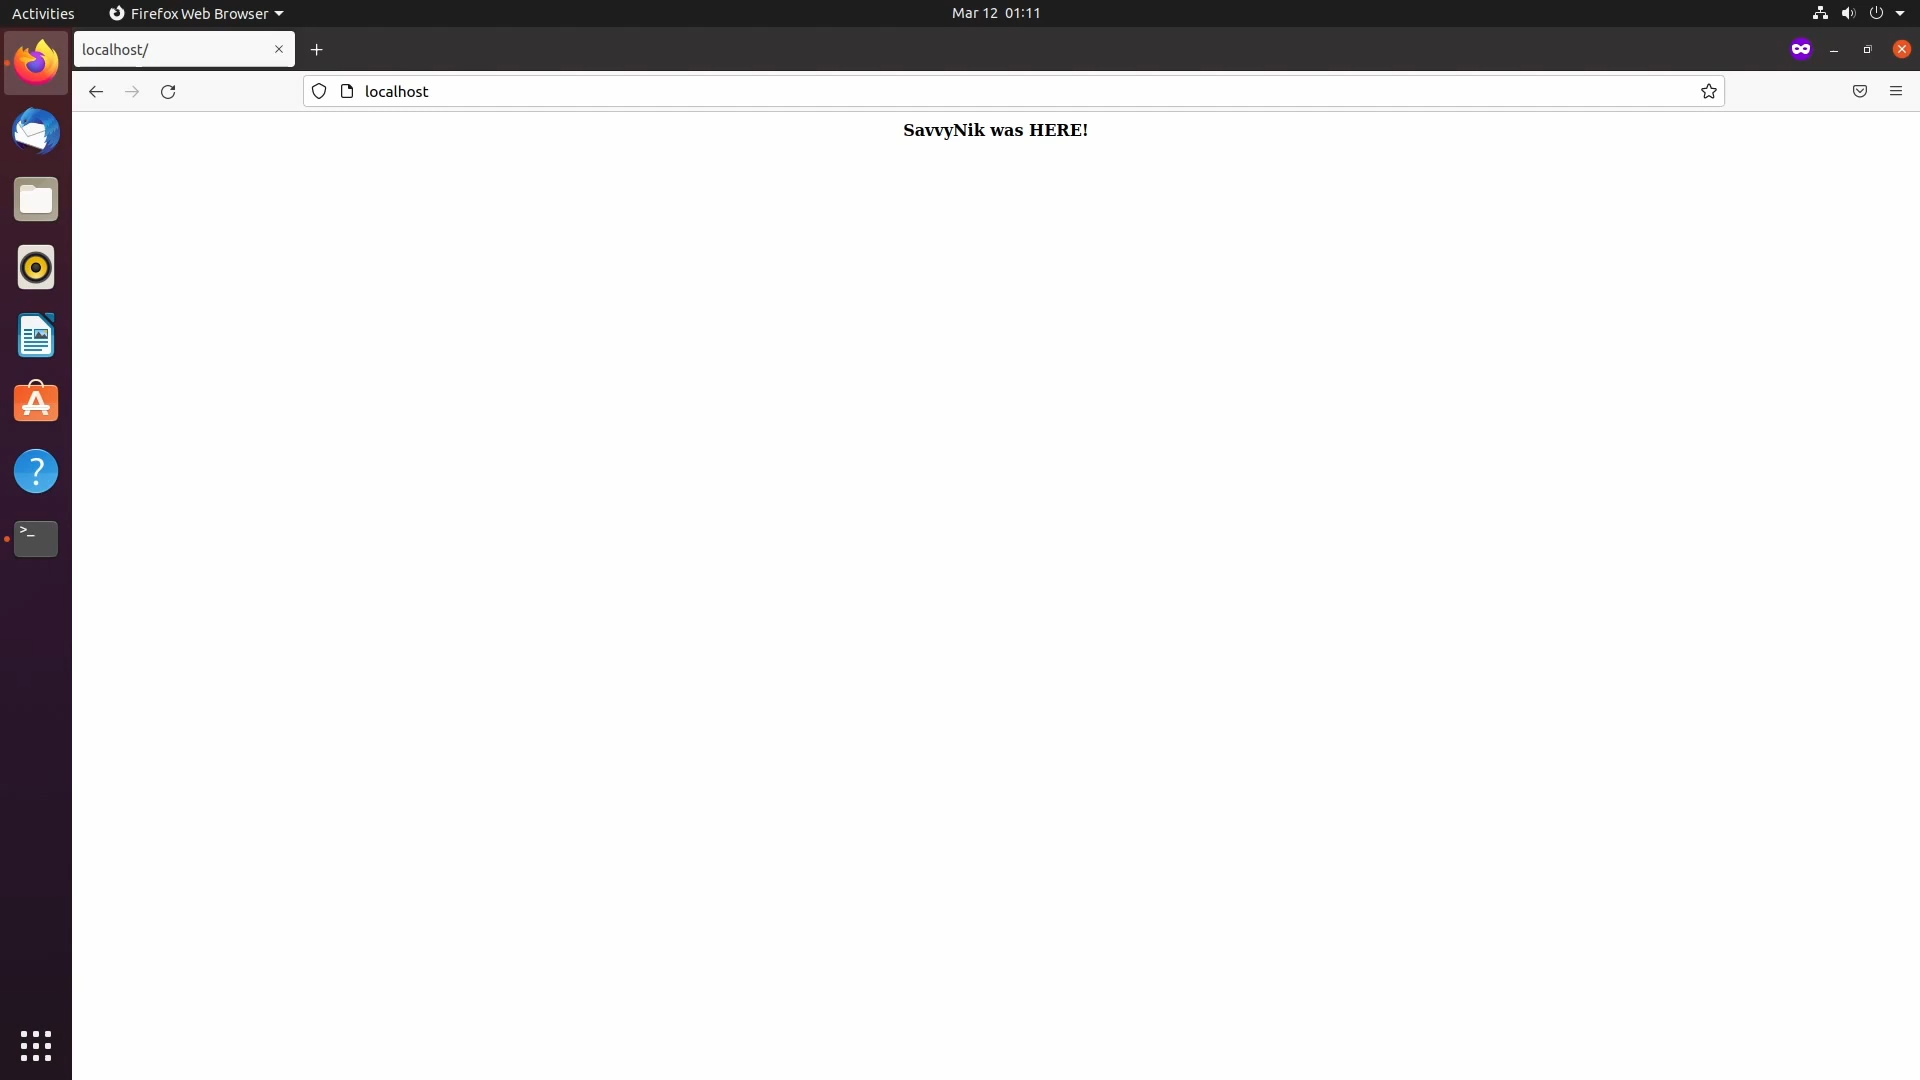 Activities
Firefox Web Browser
Mar 12 01:11
localhost/
localhost
SavvyNik was HERE!